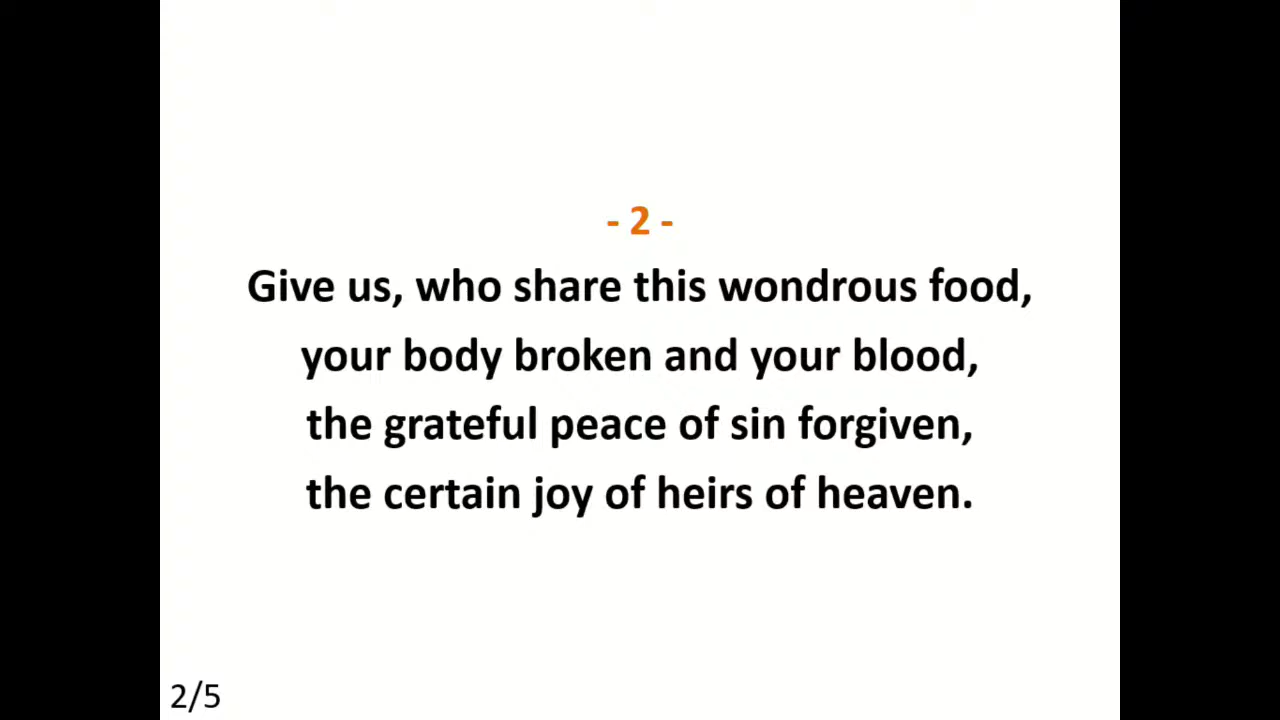 - 2 -
Give us, who share this wondrous food,
your body broken and your blood,
the grateful peace of sin forgiven,
the certain joy of heirs of heaven.
2/5